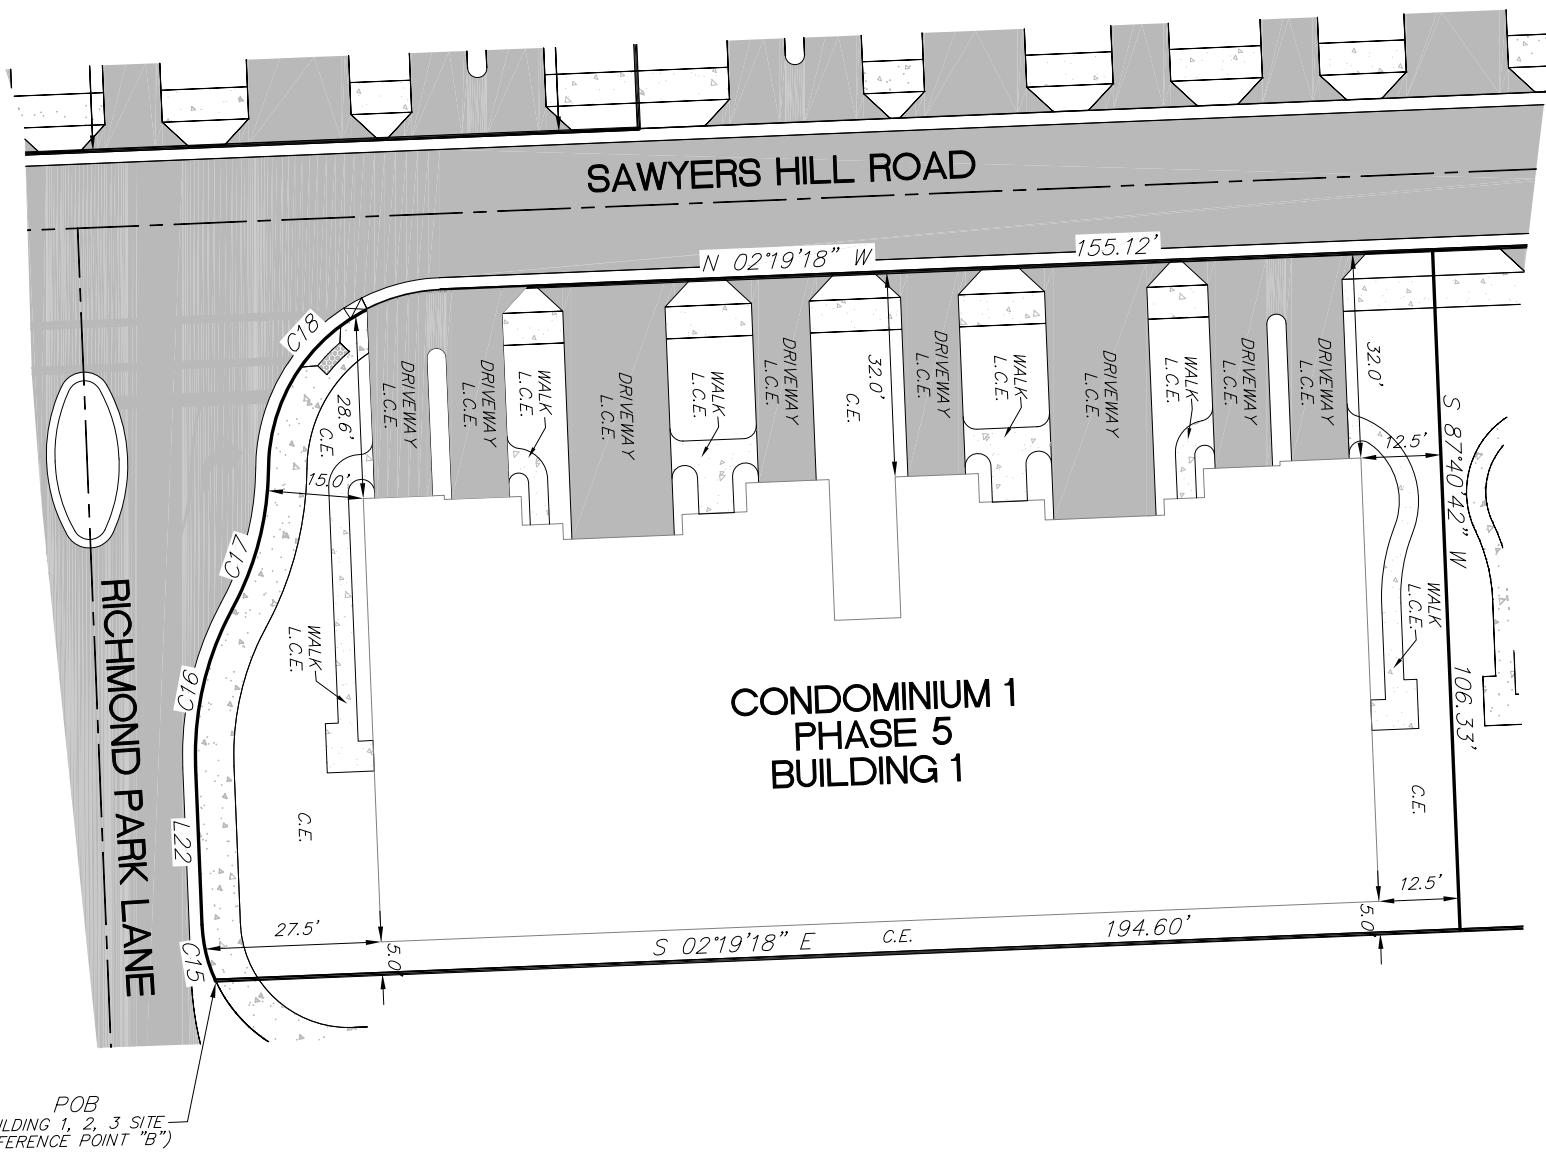 SAWYERS HILL ROAD
N 02°19'18" W
155.12'
C18
DRIVEWAY
L.C.E.
DRIVEWAY
L.C.E.
WALK
L.C.E.
DRIVEWAY
L.C.E.
WALK
L.C.E.
DRIVEWAY
L.C.E.
32.0'
C.E.
DRIVEWAY
L.C.E.
WALK
L.C.E.
DRIVEWAY
L.C.E.
WALK
L.C.E.
DRIVEWAY
L.C.E.
DRIVEWAY
L.C.E.
32.0'
28.6'
C.E.
15.0'
12.5'
S 87°40'42" W
106.33'
C17
RICHMOND PARK LANE
WALK
L.C.E.
WALK
L.C.E.
C16
CONDOMINIUM 1
PHASE 5
BUILDING 1
C.E.
C.E.
L22
27.5'
5.0'
S 02°19'18" E
C.E.
194.60'
5.0'
12.5'
C15
POB
LDING 1, 2, 3 SITE
FERENCE POINT "B")